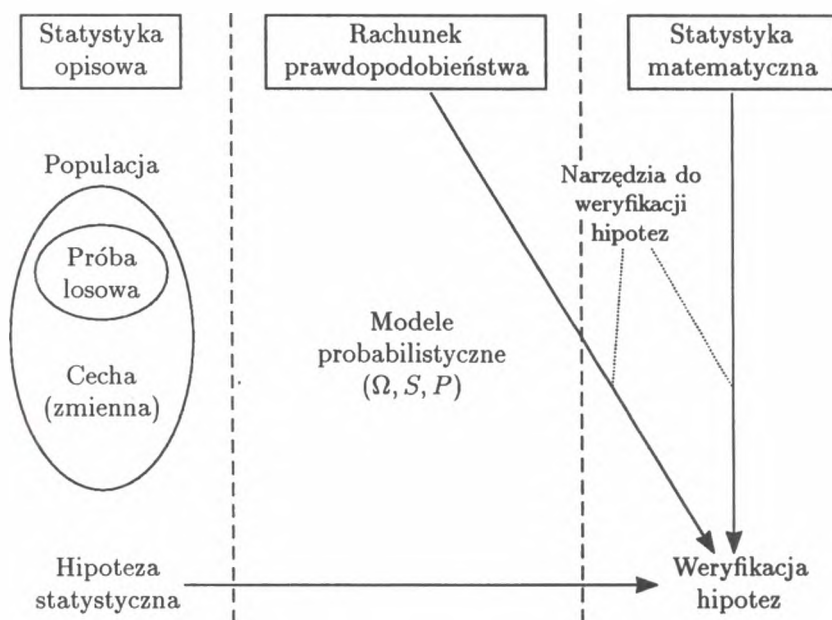 Statystyka
opisowa
Rachunek
prawdopodobieństwa
Statystyka
matematyczna
Populacja
Próba
losowa
Cecha
(zmienna)
Modele
probabilistyczne
(Ω, S, P)
Narzędzia do
weryfikacji
hipotez
Hipoteza
statystyczna
Weryfikacja
hipotez